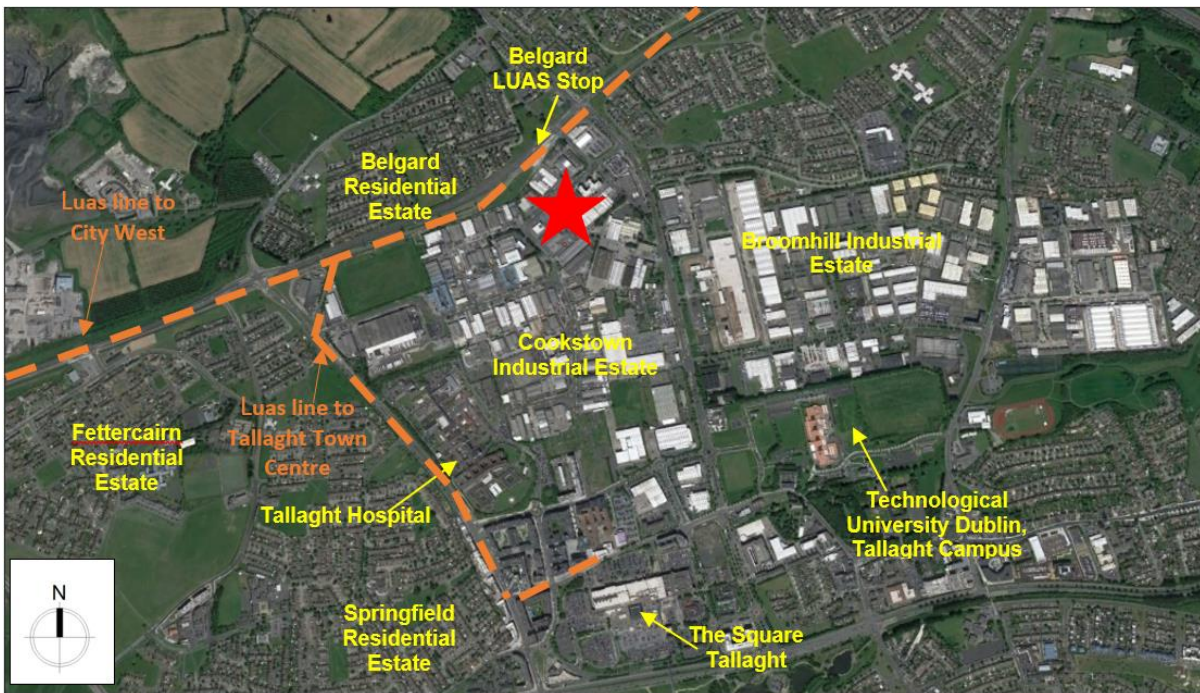 Belgard
LUAS Stop
Belgard
Residential
Estate
Luas line to
City West
Broomhill Industrial
Estate
Cookstown
Industrial Estate
Luas line to
Tallaght Town
Centre
Fettercairn
Residential
Estate
Tallaght Hospital
Technological
University Dublin,
Tallaght Campus
Springfield
Residential
Estate
The Square
Tallaght
N